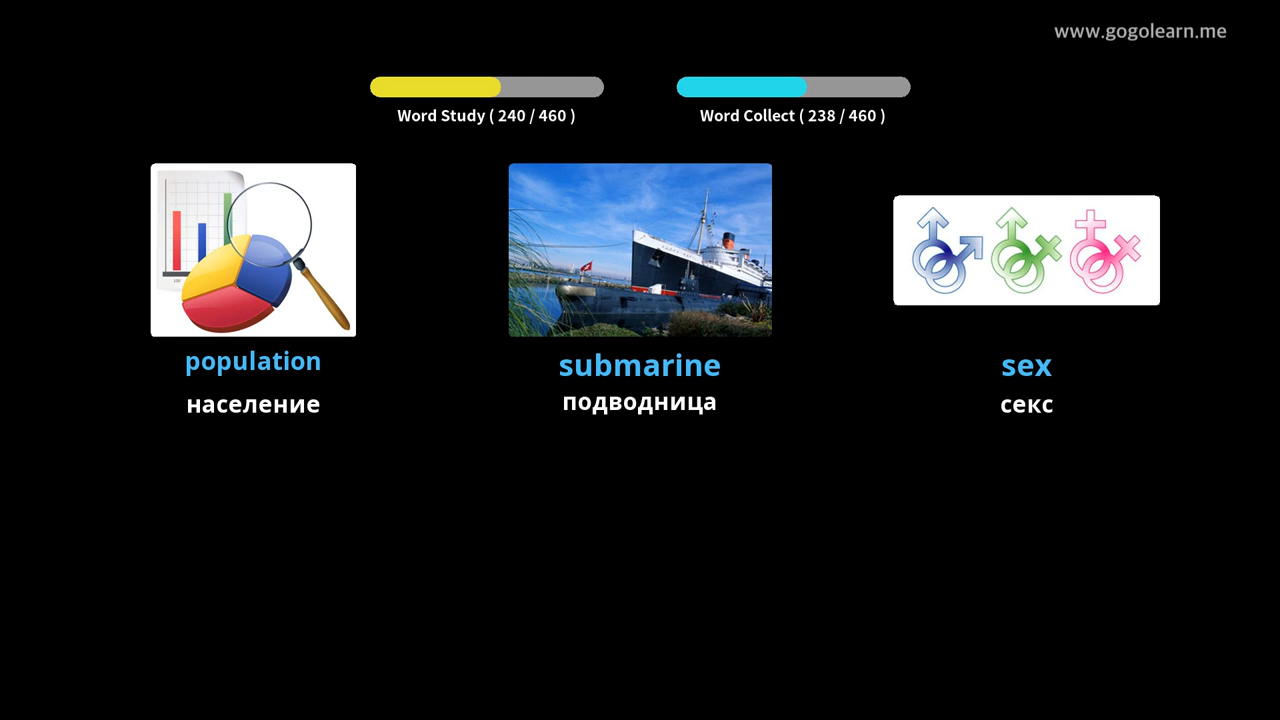 www.gogolearn.me
Word Study ( 240 / 460 )
Word Collect ( 238 / 460 )
population
submarine
sex
население
подводница
секс